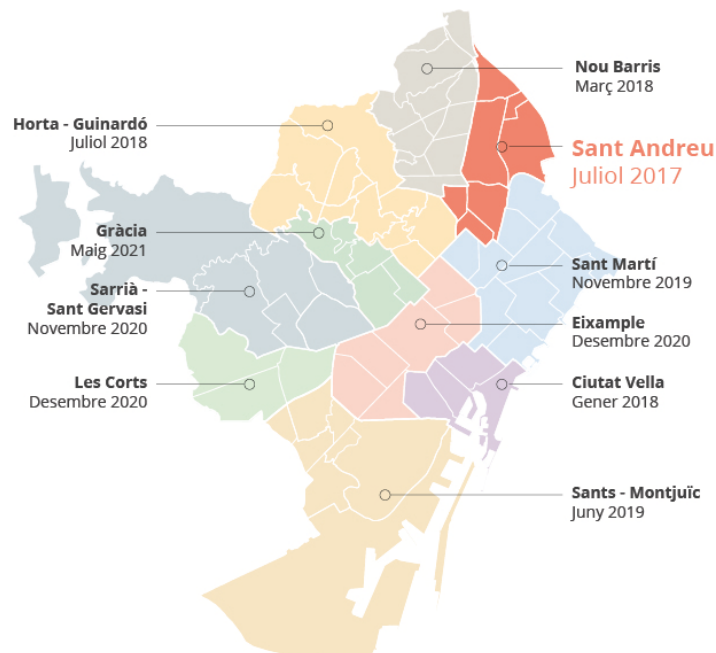 Nou Barris
Març 2018
Horta - Guinardó
Juliol 2018
Sant Andreu
Juliol 2017
Gràcia
Maig 2021
Sant Martí
Novembre 2019
Sarrià -
Sant Gervasi
Novembre 2020
Eixample
Desembre 2020
Les Corts
Desembre 2020
Ciutat Vella
Gener 2018
Sants - Montjuïc
Juny 2019